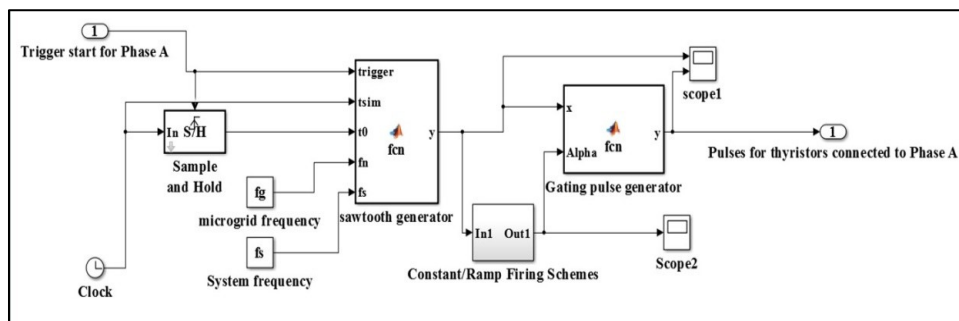 1
Trigger start for Phase A
In S/H
Sample
and Hold
fg
microgrid frequency
fs
System frequency
Clock
trigger
tsim
t0
fn
fs
fcn
y
sawtooth generator
In1 Out1
Constant/Ramp Firing Schemes
x
Alpha
fcn
y
Gating pulse generator
scope1
Scope2
1
Pulses for thyristors connected to Phase A